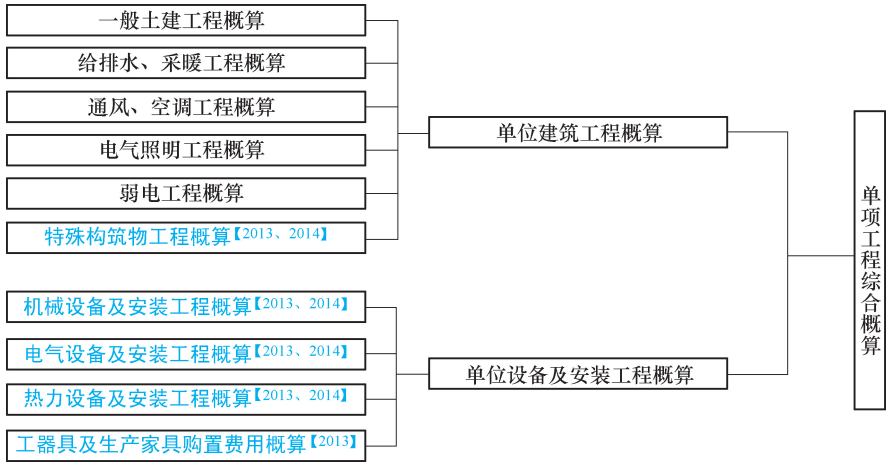 一般土建工程概算
给排水、采暖工程概算
通风、空调工程概算
电气照明工程概算
弱电工程概算
特殊构筑物工程概算【2013、2014】
单位建筑工程概算
机械设备及安装工程概算【2013、2014】
电气设备及安装工程概算【2013、2014】
热力设备及安装工程概算【2013、2014】
工器具及生产家具购置费用概算【2013】
单位设备及安装工程概算
单项工程综合概算